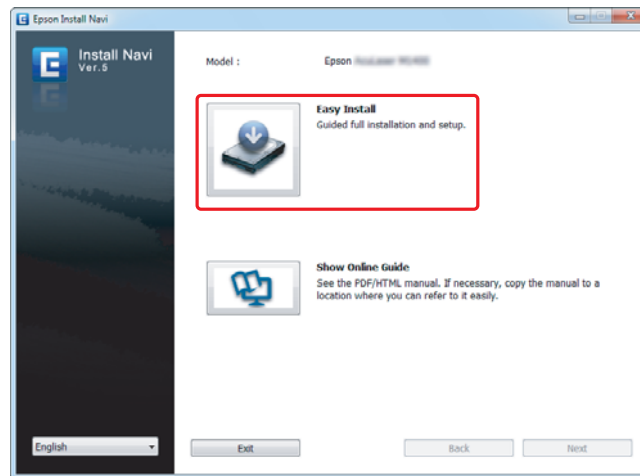 Epson Install Navi
Install Navi
Ver.5
Model :
Epson
Easy Install
Guided full installation and setup.
Show Online Guide
See the PDF/HTML manual. If necessary, copy the manual to a
location where you can refer to it easily.
English
Exit
Back
Next